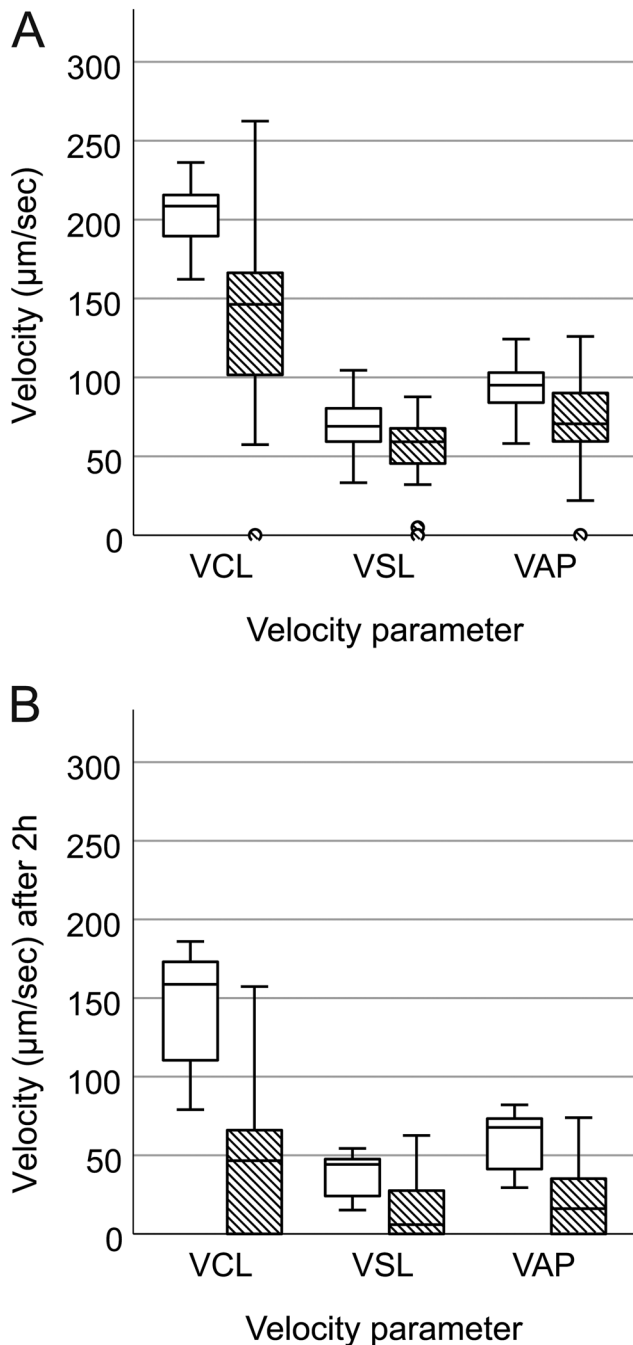 A
Velocity (µm/sec)
300
250
200
150
100
50
0
VCL VSL VAP
Velocity parameter
B
Velocity (µm/sec) after 2h
300
250
200
150
100
50
0
VCL VSL VAP
Velocity parameter